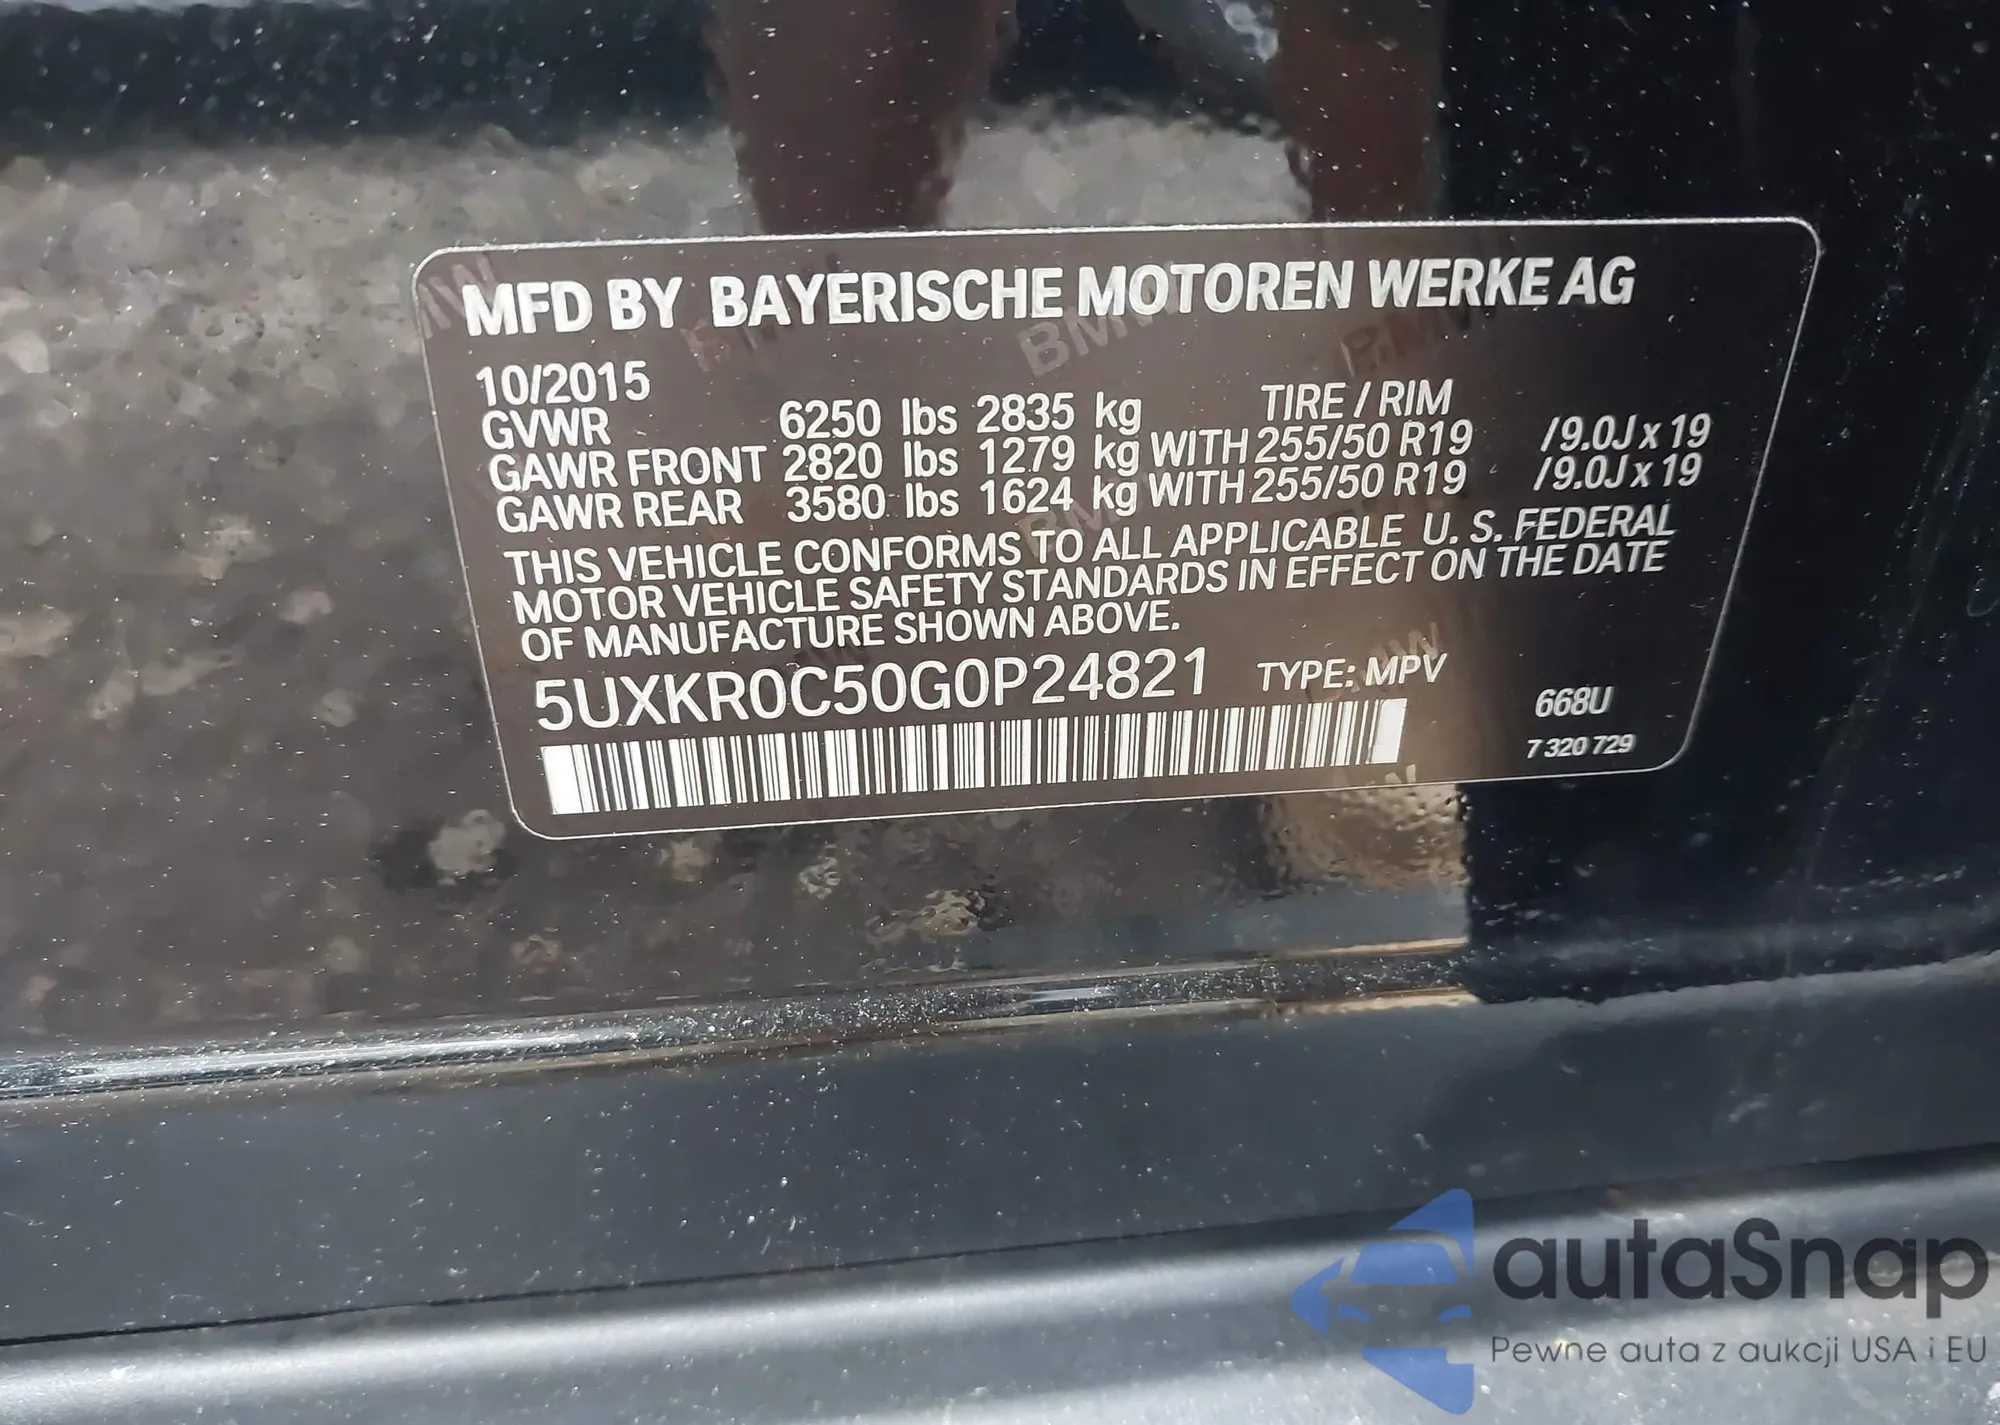 MFD BY BAYERISCHE MOTOREN WERKE AG
10/2015
TIRE / RIM
GVWR 6250 lbs 2835 kg
GAWR FRONT 2820 lbs 1279 kg WITH 255/50 R19 /9.0J x 19
GAWR REAR 3580 lbs 1624 kg WITH 255/50 R19 /9.0J x 19
THIS VEHICLE CONFORMS TO ALL APPLICABLE U. S. FEDERAL
MOTOR VEHICLE SAFETY STANDARDS IN EFFECT ON THE DATE
OF MANUFACTURE SHOWN ABOVE.
5UXKR0C50G0P24821 TYPE: MPV
668U
7 320 729
autaSnap
Pewne auta z aukcji USA i EU